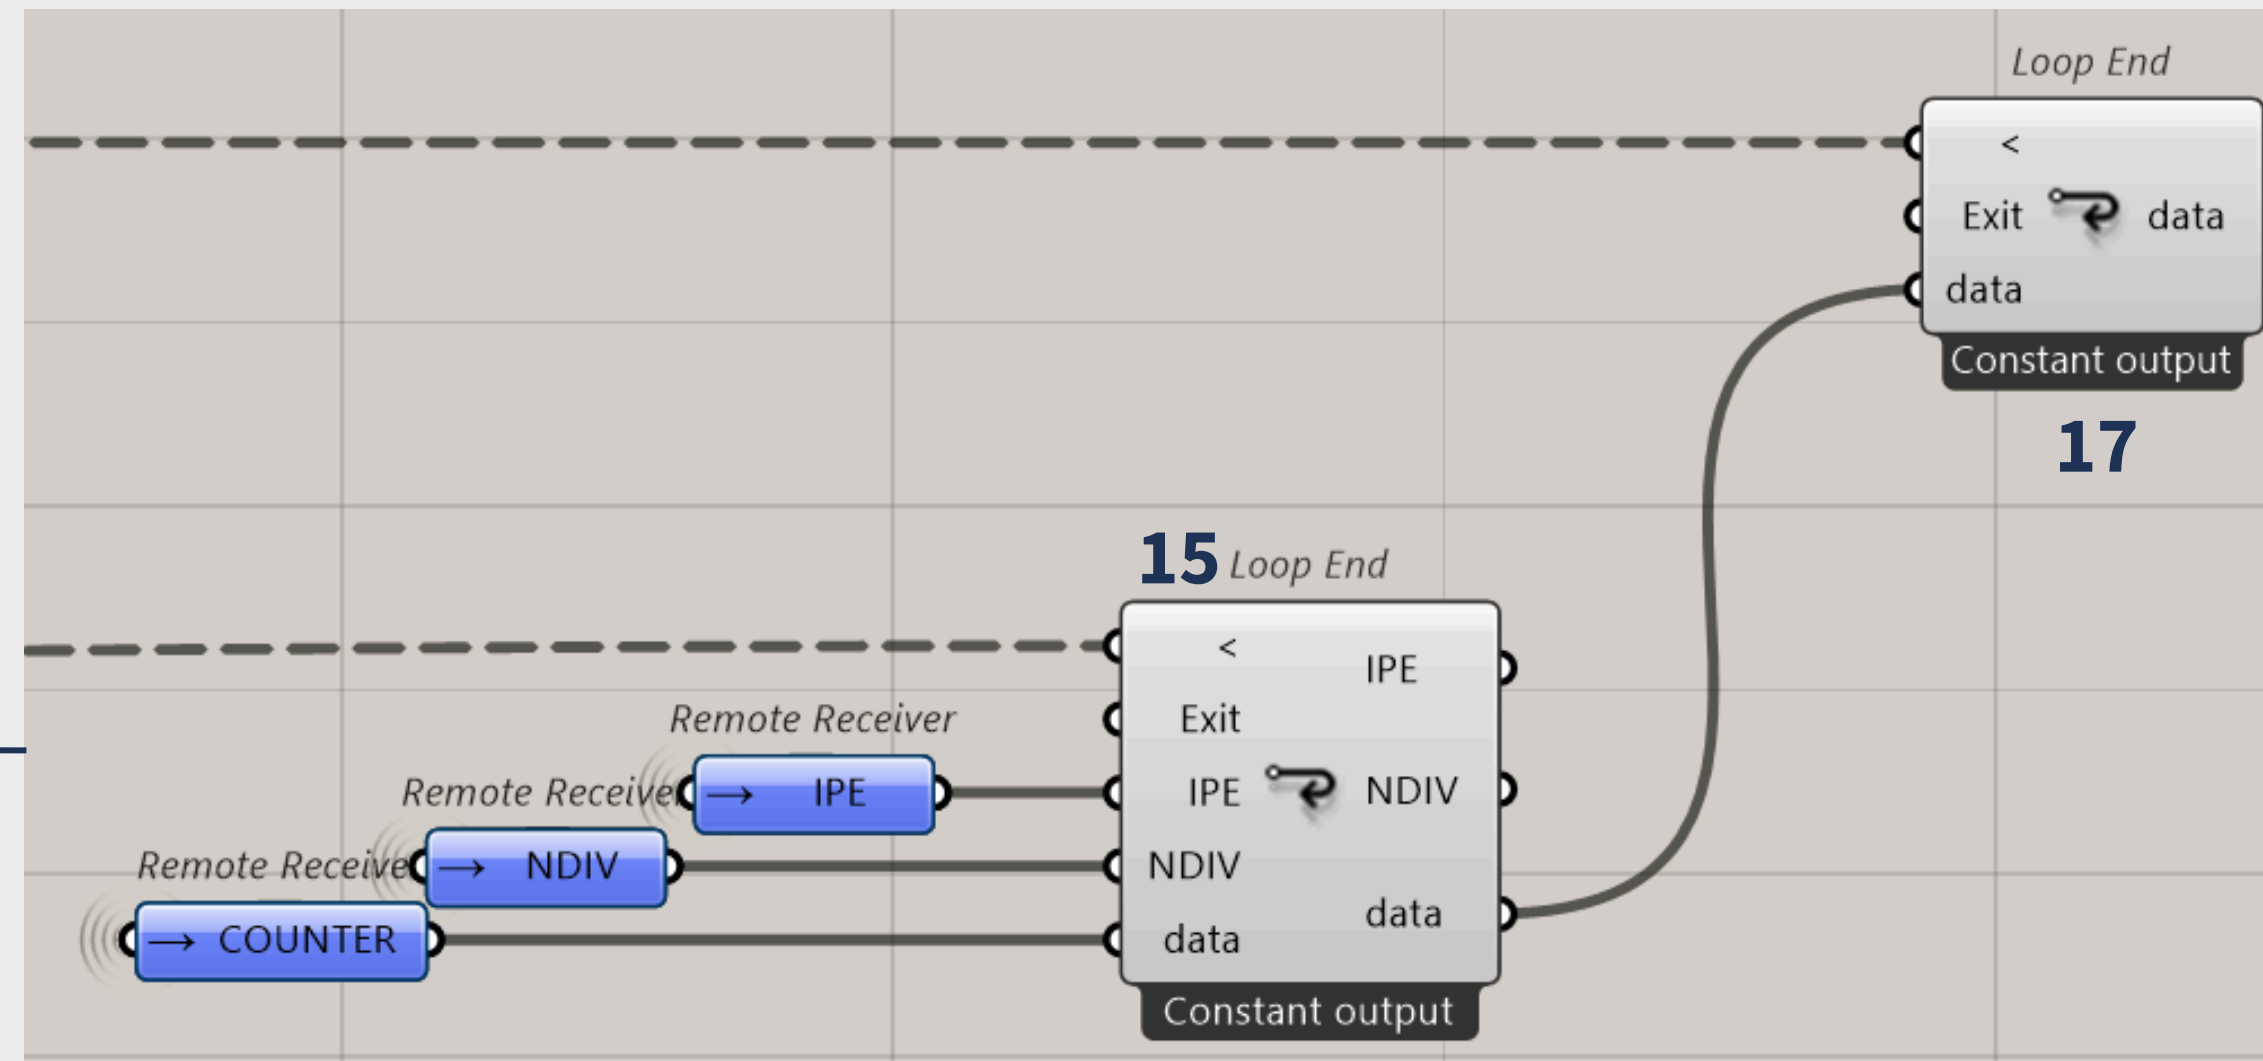 Loop End
<
Exit
data
data
Constant output
17
15
Loop End
<
IPE
Exit
Remote Receiver
IPE
IPE
NDIV
Remote Receiver
NDIV
NDIV
Remote Receive
COUNTER
data
data
Constant output